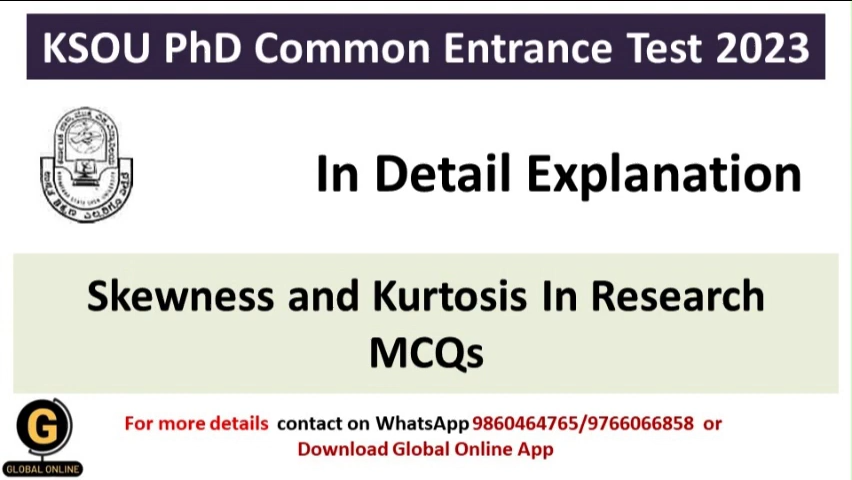 KSOU PhD Common Entrance Test 2023
In Detail Explanation
Skewness and Kurtosis In Research
MCQs
G
GLOBAL ONLINE
For more details contact on WhatsApp 9860464765/9766066858 or
Download Global Online App